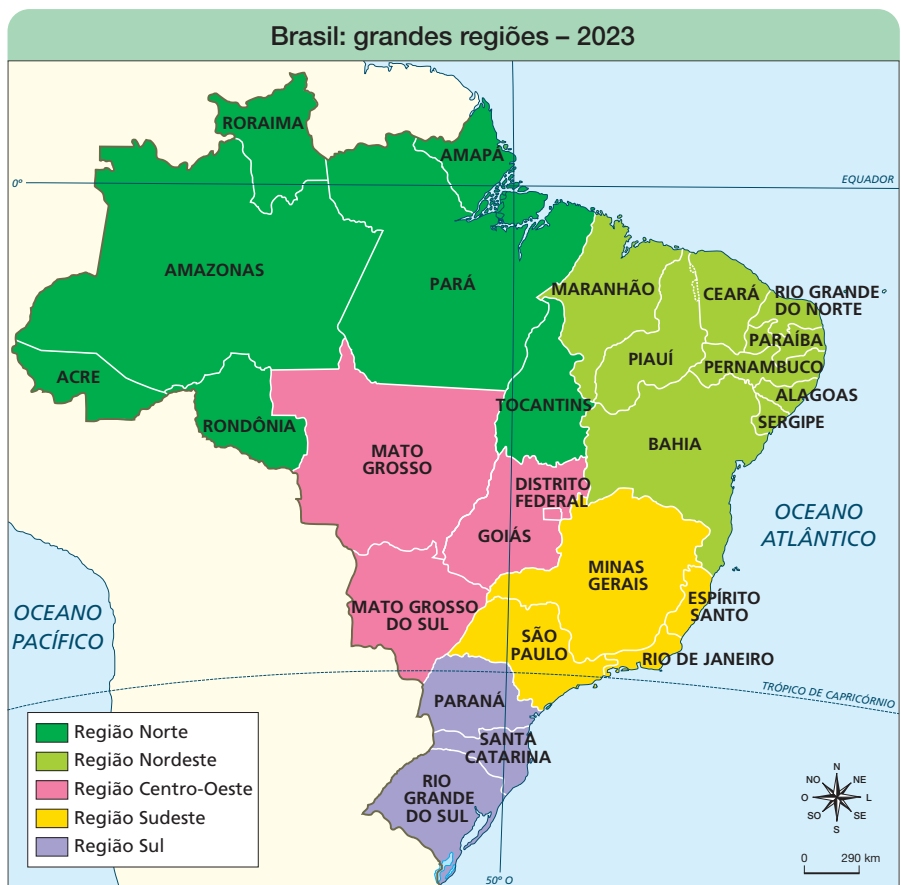 Brasil: grandes regiões – 2023
RORAIMA
AMAPÁ
0º
EQUADOR
AMAZONAS
PARÁ
MARANHÃO
CEARÁ
RIO GRANDE
DO NORTE
PARAÍBA
PIAUÍ
PERNAMBUCO
ACRE
ALAGOAS
TOCANTINS
SERGIPE
RONDÔNIA
BAHIA
MATO
GROSSO
DISTRITO
FEDERAL
OCEANO
ATLÂNTICO
GOIÁS
MINAS
GERAIS
MATO GROSSO
DO SUL
ESPÍRITO
SANTO
OCEANO
PACÍFICO
SÃO
PAULO
RIO DE JANEIRO
TRÓPICO DE CAPRICÓRNIO
PARANÁ
SANTA
CATARINA
RIO
GRANDE
DO SUL
Região Norte
Região Nordeste
Região Centro-Oeste
Região Sudeste
Região Sul
N
NO NE
O L
SO SE
S
0 290 km
50º O